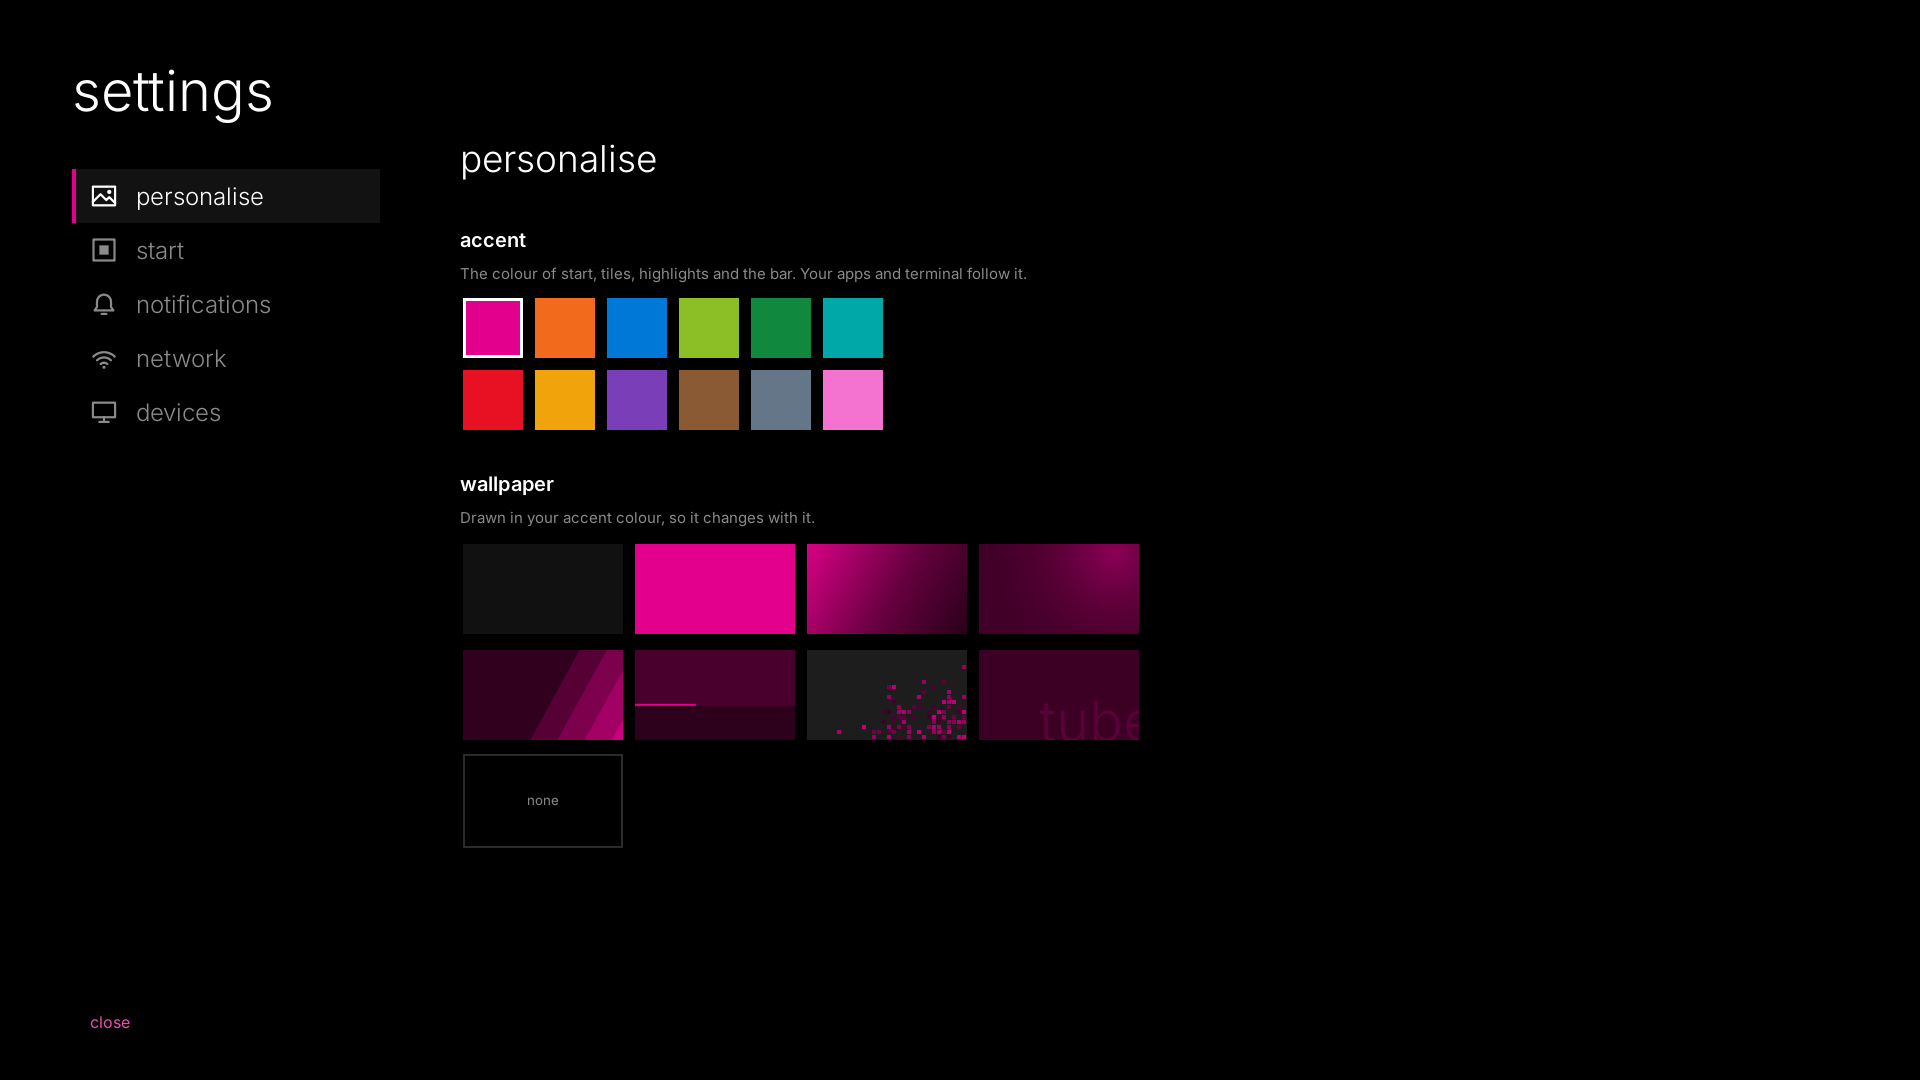 settings
personalise
start
notifications
network
devices
personalise
accent
The colour of start, tiles, highlights and the bar. Your apps and terminal follow it.
wallpaper
Drawn in your accent colour, so it changes with it.
tube
none
close